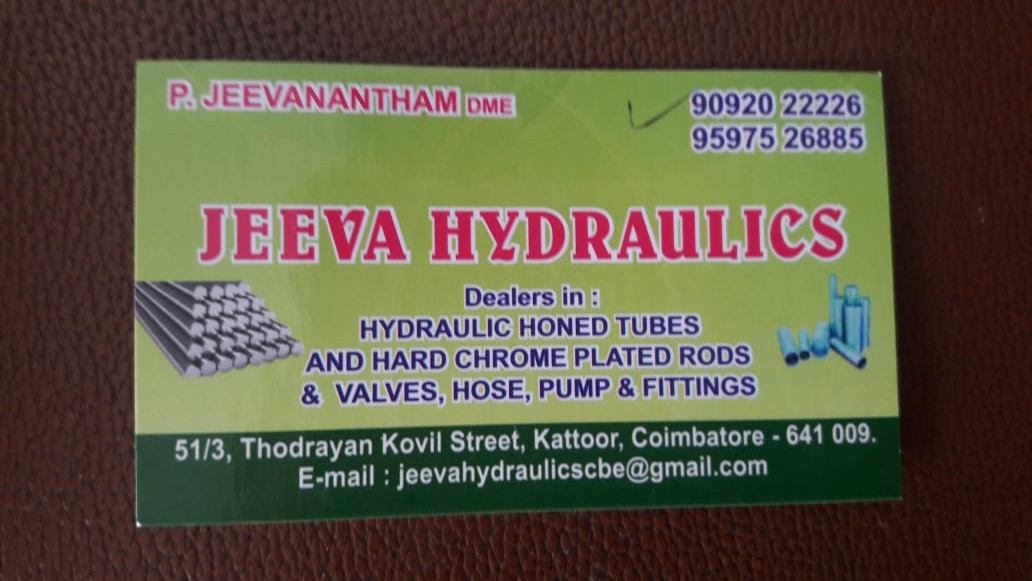 P. JEEVANANTHAM DME
90920 22226
95975 26885
JEEVA HYDRAULICS
Dealers in :
HYDRAULIC HONED TUBES
AND HARD CHROME PLATED RODS
& VALVES, HOSE, PUMP & FITTINGS
51/3, Thodrayan Kovil Street, Kattoor, Coimbatore - 641 009.
E-mail : jeevahydraulicscbe@gmail.com